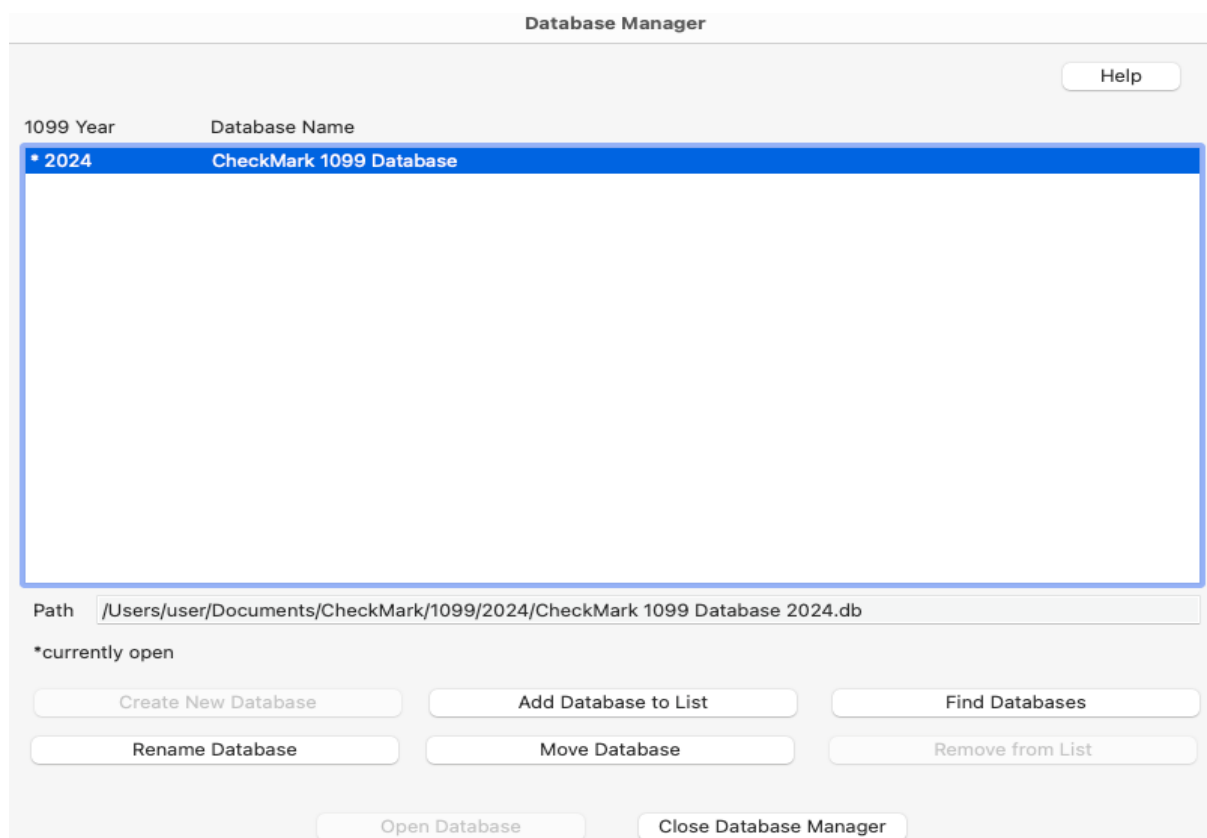 Database Manager
Help
1099 Year Database Name
* 2024 CheckMark 1099 Database
Path /Users/user/Documents/CheckMark/1099/2024/CheckMark 1099 Database 2024.db
*currently open
Create New Database Add Database to List Find Databases
Rename Database Move Database Remove from List
Open Database Close Database Manager